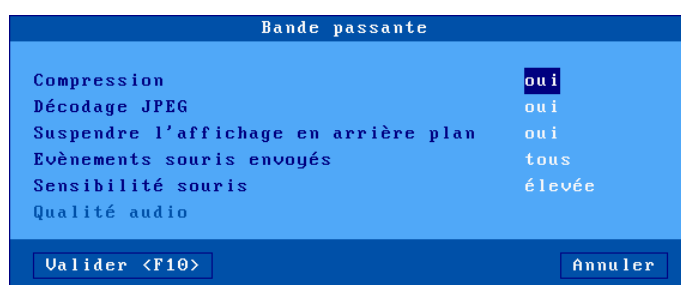 Bande passante
Compression oui
Décodage JPEG oui
Suspendre l'affichage en arrière plan oui
Evènements souris envoyés tous
Sensibilité souris élevée
Qualité audio
Valider <F10> Annuler